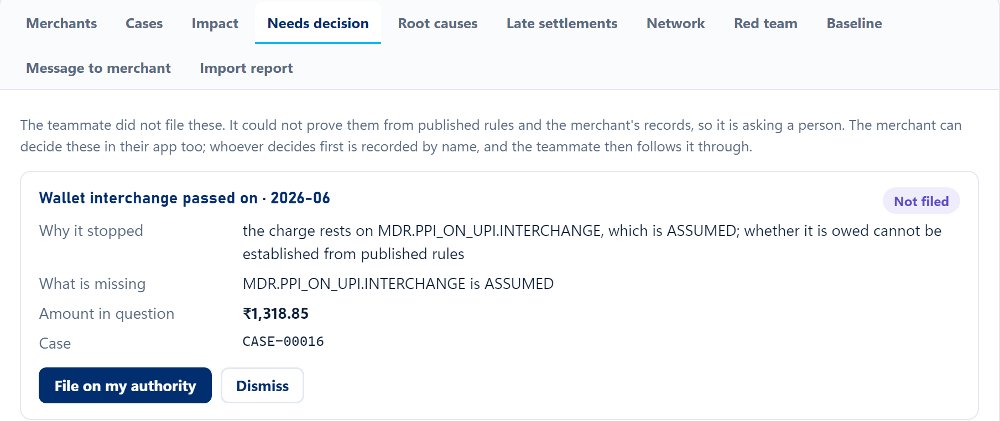 Merchants Cases Impact Needs decision Root causes Late settlements Network Red team Baseline
Message to merchant Import report
The teammate did not file these. It could not prove them from published rules and the merchant's records, so it is asking a person. The merchant can
decide these in their app too; whoever decides first is recorded by name, and the teammate then follows it through.
Wallet interchange passed on · 2026-06
Not filed
Why it stopped the charge rests on MDR.PPI_ON_UPI.INTERCHANGE, which is ASSUMED; whether it is owed cannot be
established from published rules
What is missing MDR.PPI_ON_UPI.INTERCHANGE is ASSUMED
Amount in question ₹1,318.85
Case CASE-00016
File on my authority Dismiss